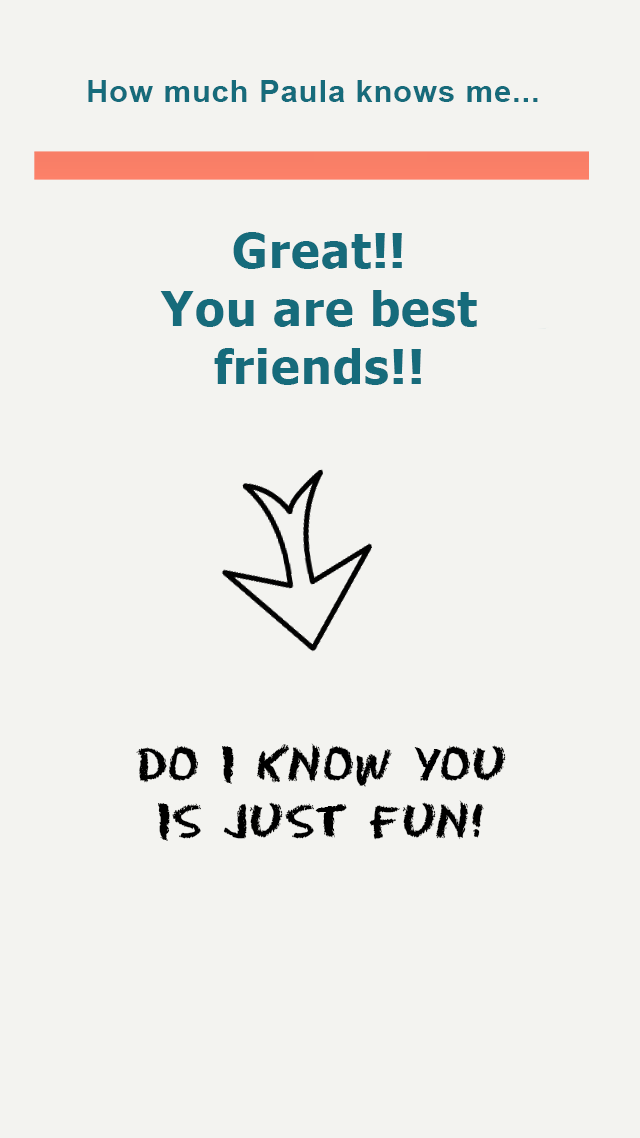 How much Paula knows me...
Great!!
You are best
friends!!
DO I KNOW YOU
IS JUST FUN!